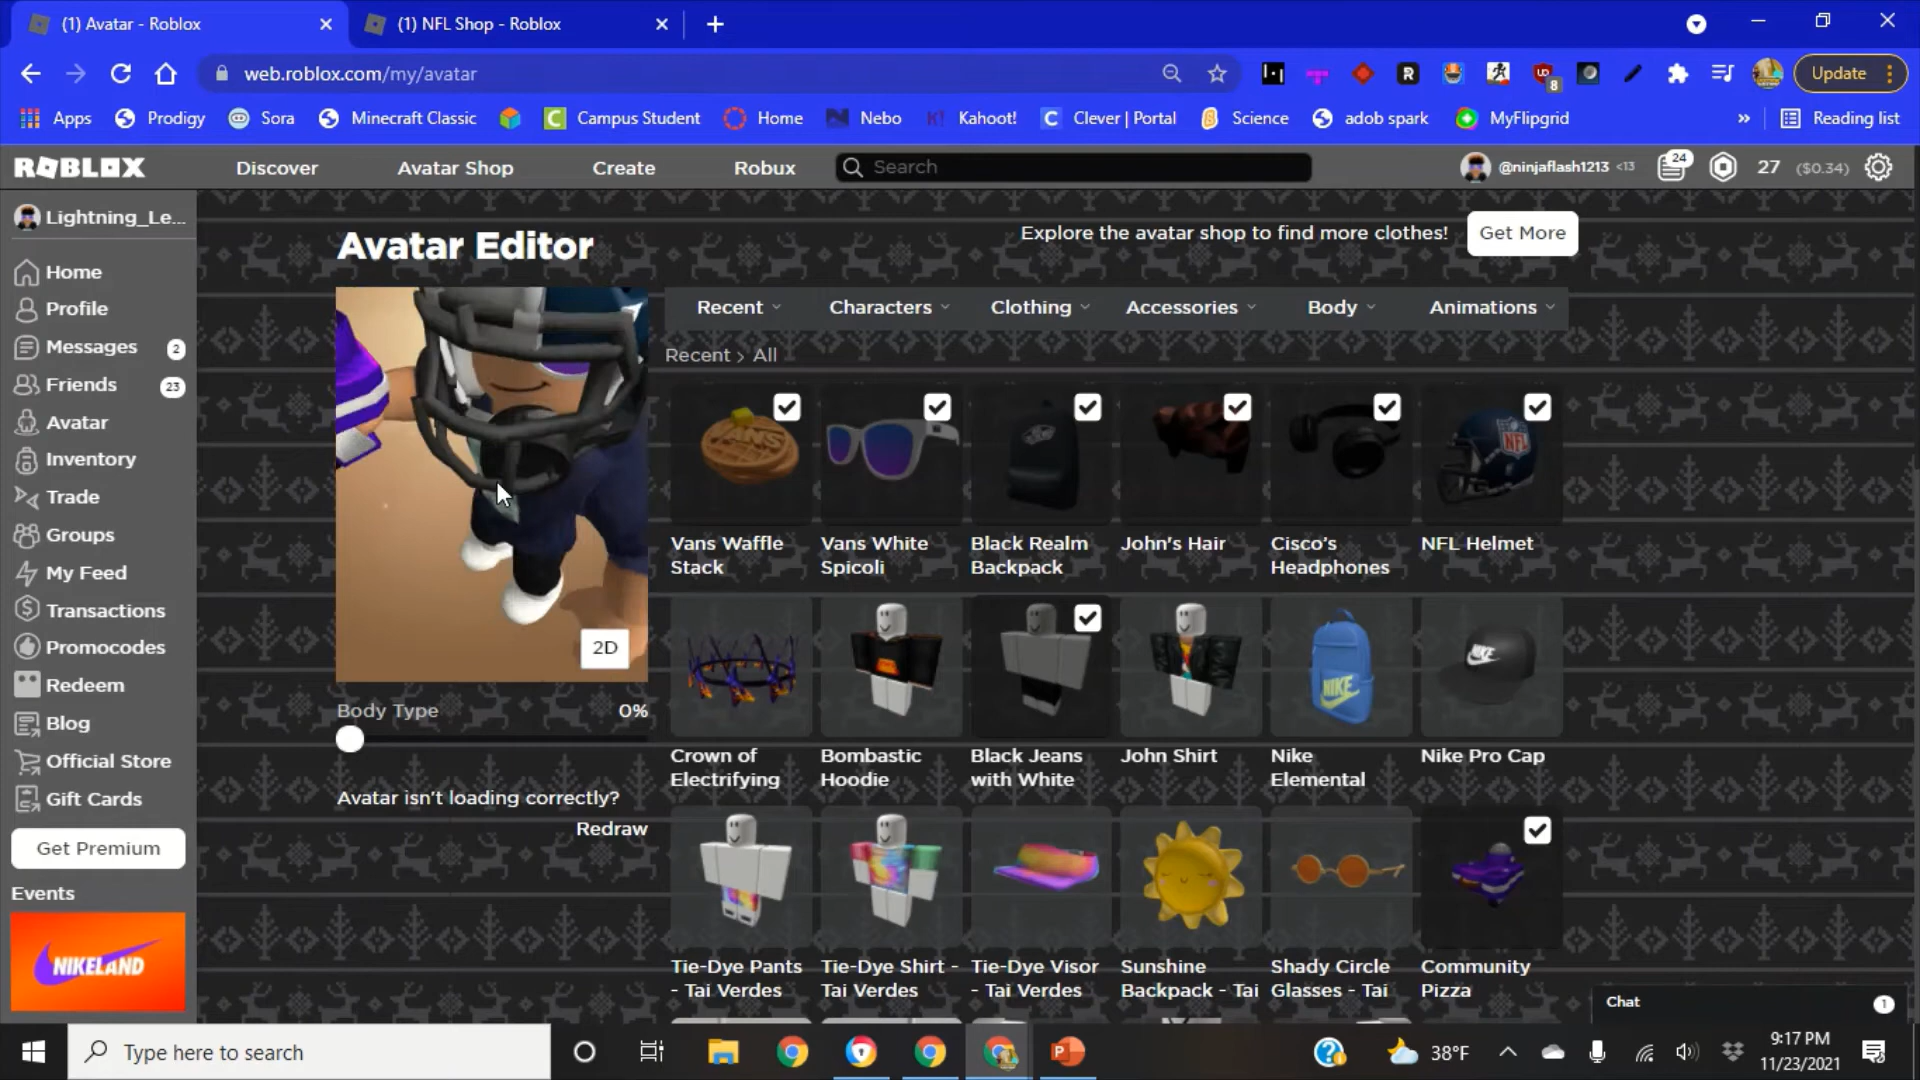 (1) Avatar - Roblox
(1) NFL Shop - Roblox
web.roblox.com/my/avatar
Update
Apps
Prodigy
Sora
Minecraft Classic
Campus Student
Home
Nebo
Kahoot!
Clever | Portal
Science
adob spark
MyFlipgrid
Reading list
ROBLOX
Discover
Avatar Shop
Create
Robux
Search
@ninjaflash1213 <13
24
27
($0.34)
Lightning_Le...
Home
Profile
Messages 2
Friends 23
Avatar
Inventory
Trade
Groups
My Feed
Transactions
Promocodes
Redeem
Blog
Official Store
Gift Cards
Get Premium
Events
NIKELAND
Avatar Editor
Explore the avatar shop to find more clothes!
Get More
2D
Body Type 0%
Avatar isn't loading correctly?
Redraw
Recent
Characters
Clothing
Accessories
Body
Animations
Recent > All
VANS
NFL
Vans Waffle
Stack
Vans White
Spicoli
Black Realm
Backpack
John's Hair
Cisco's
Headphones
NFL Helmet
NIKE
NIKE
Crown of
Electrifying
Bombastic
Hoodie
Black Jeans
with White
John Shirt
Nike
Elemental
Nike Pro Cap
Tie-Dye Pants
- Tai Verdes
Tie-Dye Shirt -
Tai Verdes
Tie-Dye Visor
- Tai Verdes
Sunshine
Backpack - Tai
Shady Circle
Glasses - Tai
Community
Pizza
Chat
1
Type here to search
38°F
9:17 PM
11/23/2021